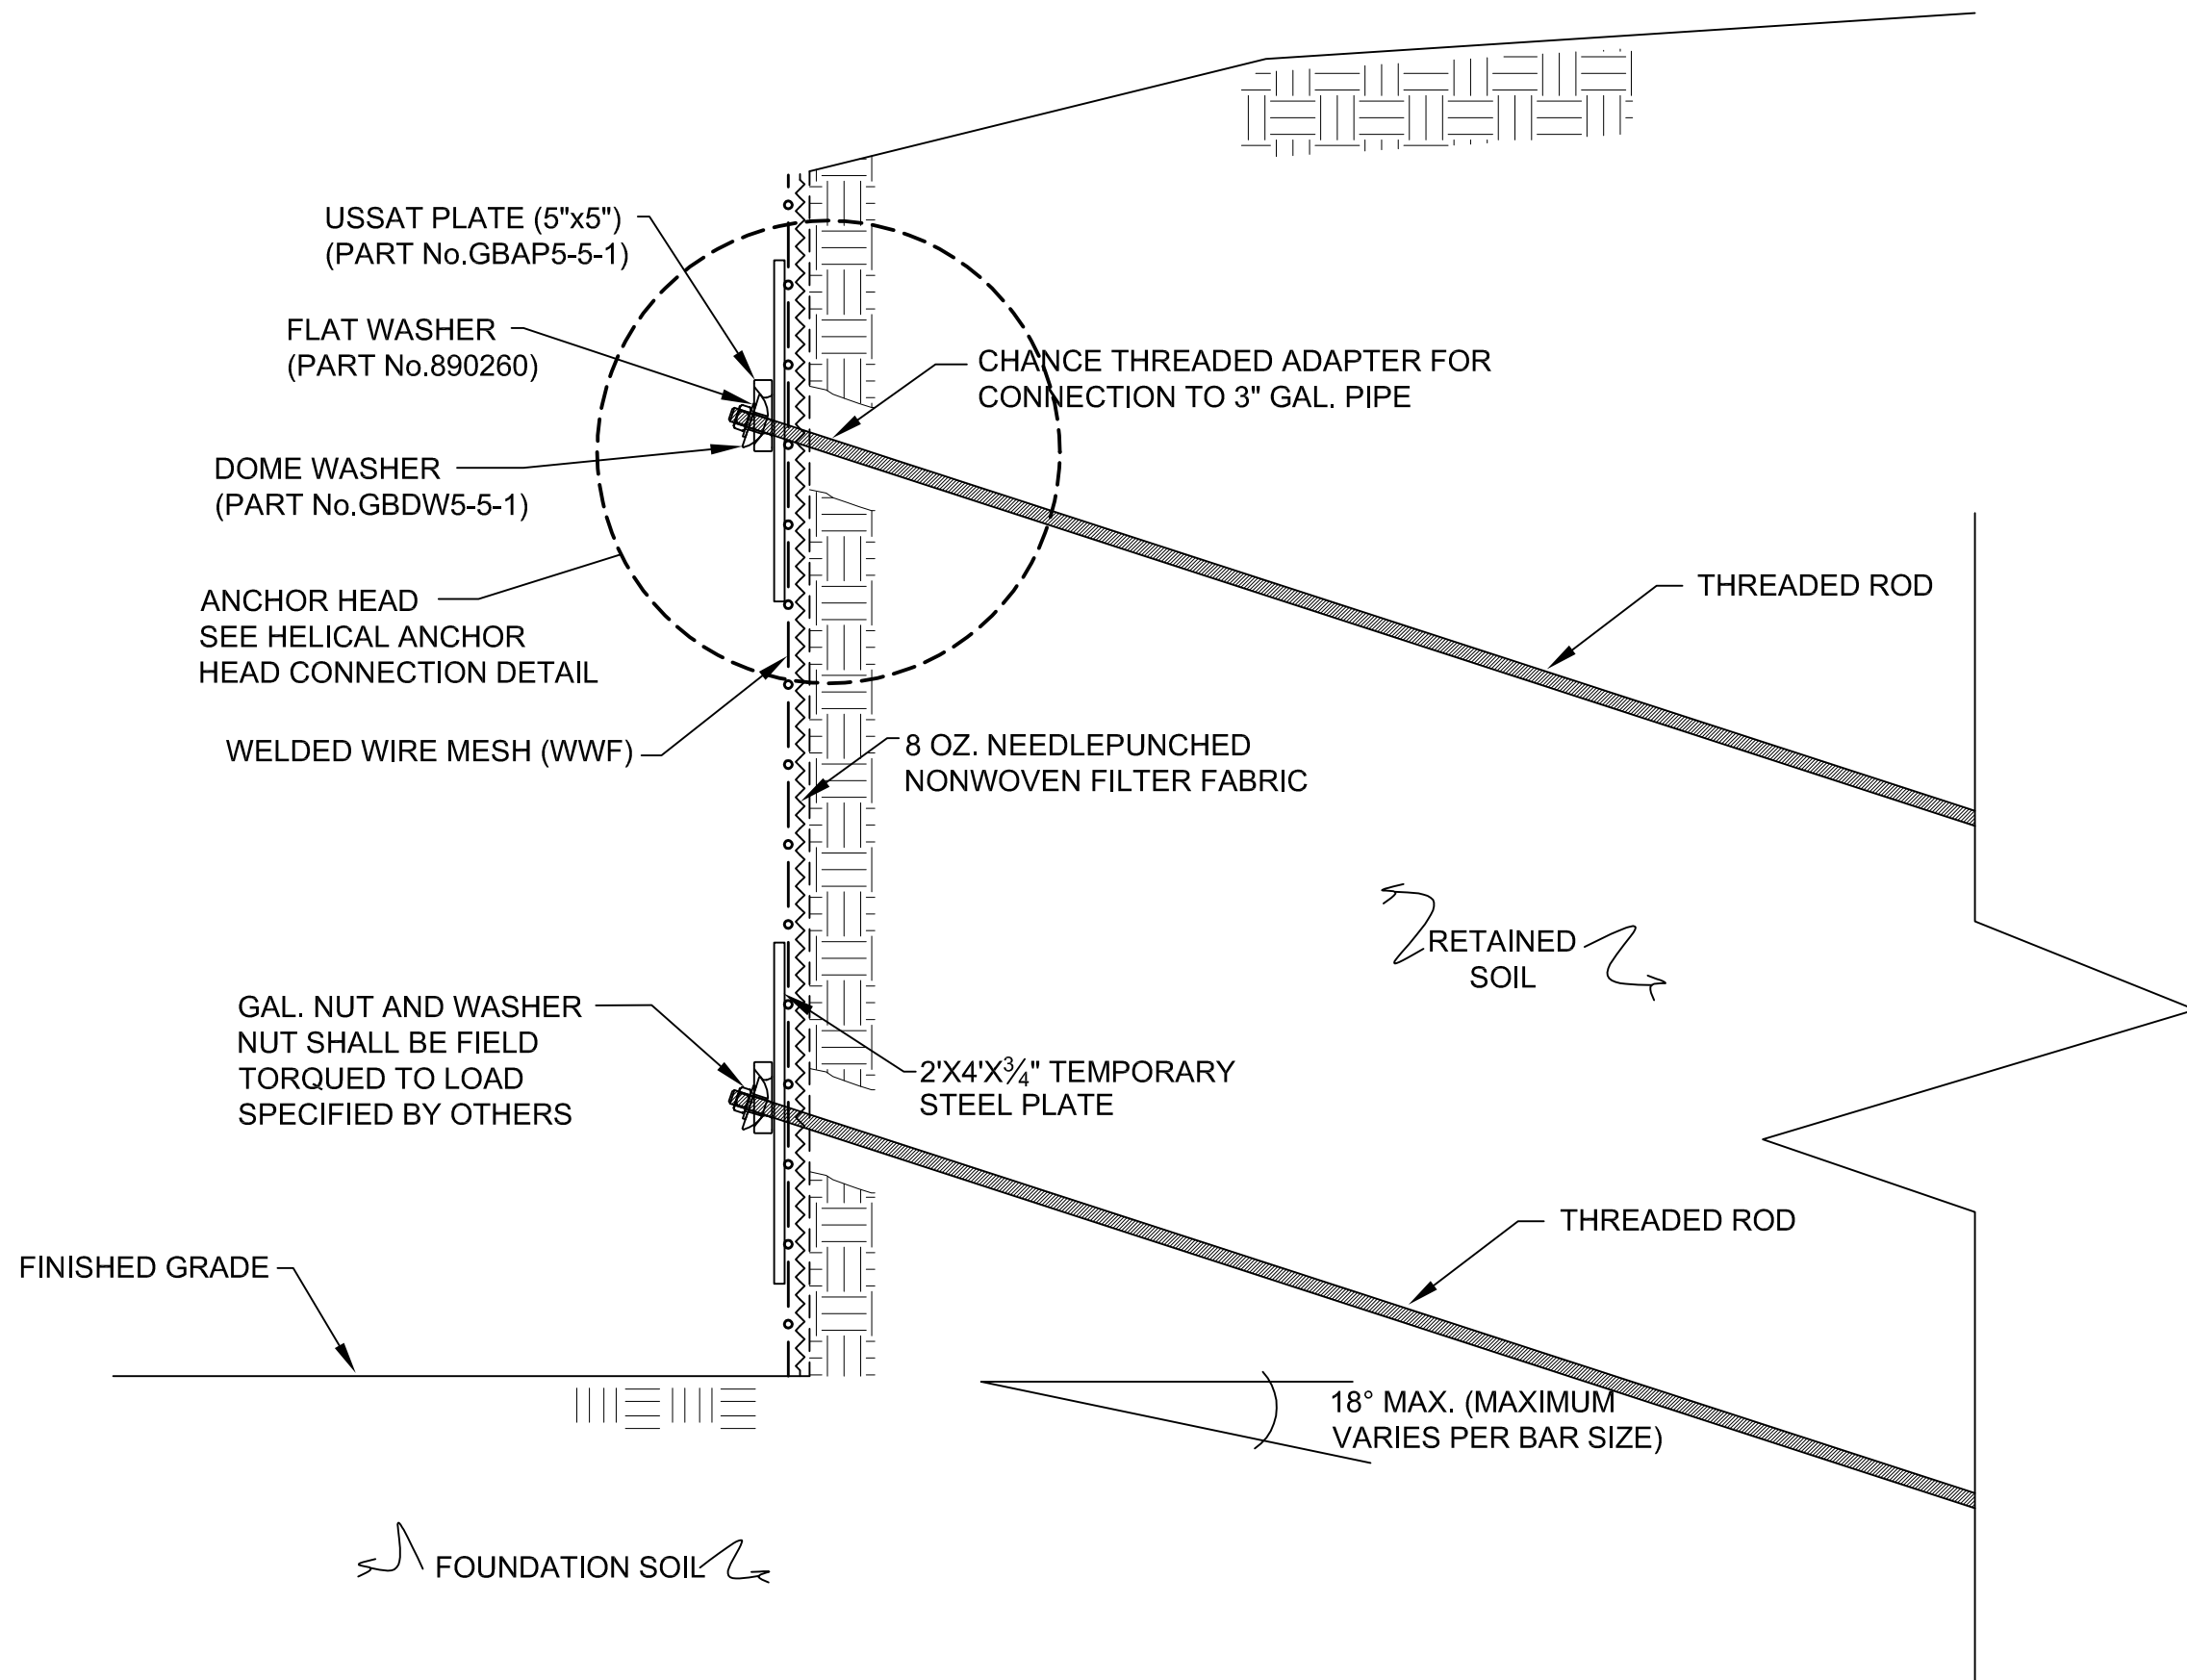 USSAT PLATE (5"x5")
(PART No.GBAP5-5-1)
FLAT WASHER
(PART No.890260)
CHANCE THREADED ADAPTER FOR
CONNECTION TO 3" GAL. PIPE
DOME WASHER
(PART No.GBDW5-5-1)
ANCHOR HEAD
SEE HELICAL ANCHOR
HEAD CONNECTION DETAIL
THREADED ROD
WELDED WIRE MESH (WWF)
8 OZ. NEEDLEPUNCHED
NONWOVEN FILTER FABRIC
RETAINED
SOIL
GAL. NUT AND WASHER
NUT SHALL BE FIELD
TORQUED TO LOAD
SPECIFIED BY OTHERS
2'X4'X¾" TEMPORARY
STEEL PLATE
THREADED ROD
FINISHED GRADE
18° MAX. (MAXIMUM
VARIES PER BAR SIZE)
FOUNDATION SOIL